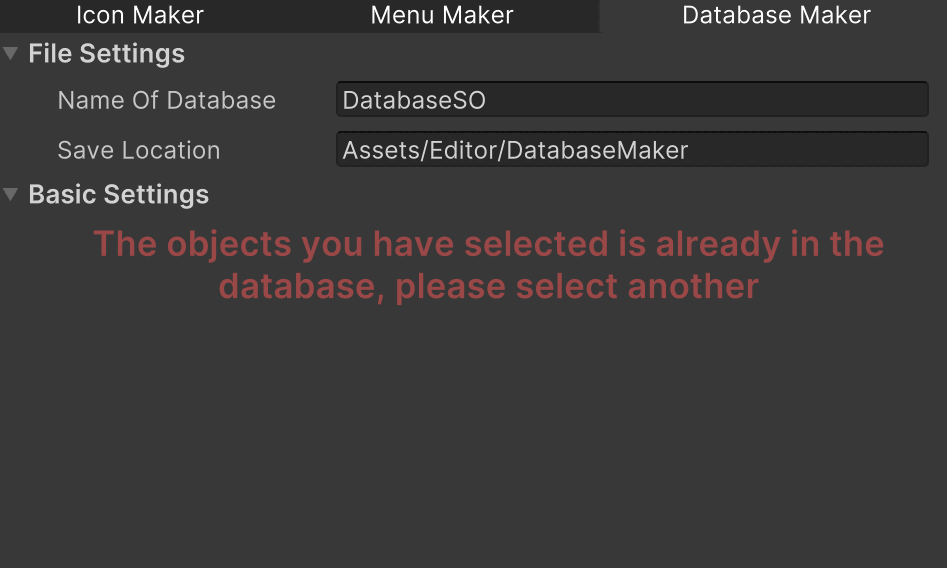 Icon Maker Menu Maker Database Maker
File Settings
Name Of Database DatabaseSO
Save Location Assets/Editor/DatabaseMaker
Basic Settings
The objects you have selected is already in the
database, please select another